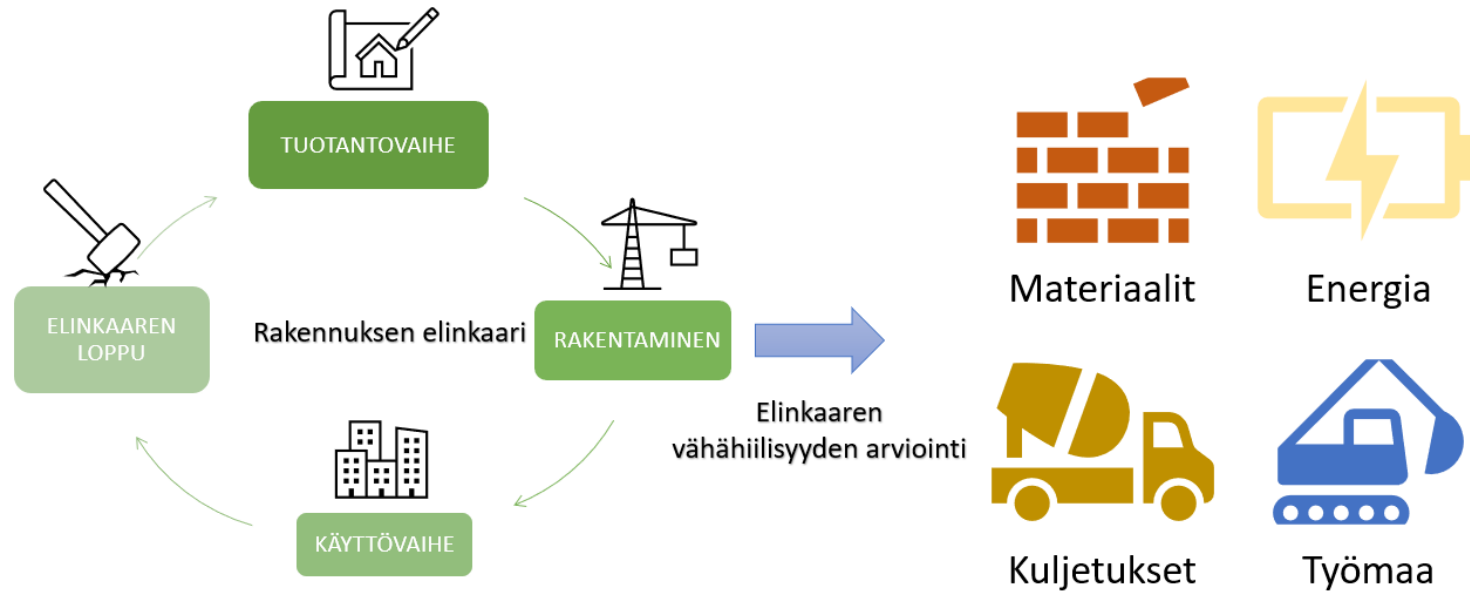 TUOTANTOVAIHE
ELINKAAREN
LOPPU
Rakennuksen elinkaari
RAKENTAMINEN
KÄYTTÖVAIHE
Elinkaaren
vähähiilisyyden arviointi
Materiaalit
Energia
Kuljetukset
Työmaa